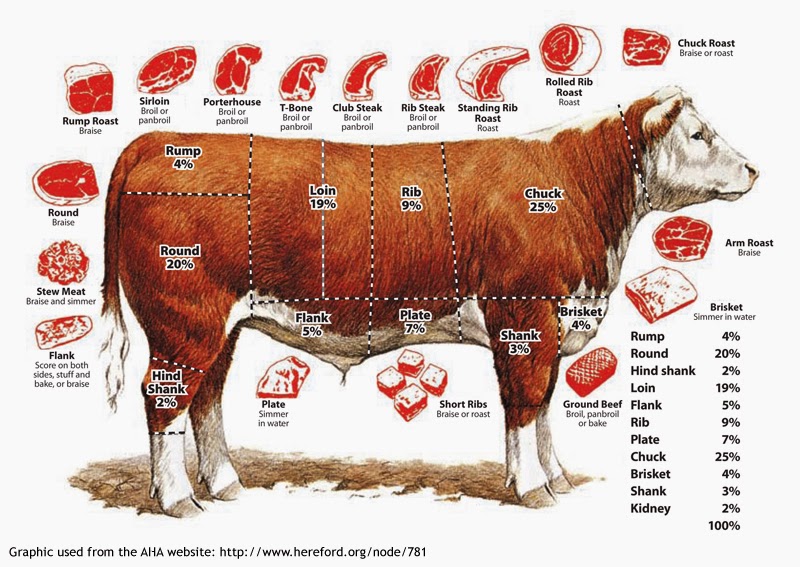 Rump Roast
Braise
Sirloin
Broil or
panbroil
Porterhouse
Broil or
panbroil
T-Bone
Broil or
panbroil
Club Steak
Broil or
panbroil
Rib Steak
Broil or
panbroil
Standing Rib
Roast
Roast
Rolled Rib
Roast
Roast
Chuck Roast
Braise or roast
Rump
4%
Loin
19%
Rib
9%
Chuck
25%
Round
20%
Flank
5%
Plate
7%
Shank
3%
Brisket
4%
Hind
Shank
2%
Round
Braise
Stew Meat
Braise and simmer
Flank
Score on both
sides, stuff and
bake, or braise
Plate
Simmer
in water
Short Ribs
Braise or roast
Ground Beef
Broil, panbroil
or bake
Arm Roast
Braise
Brisket
Simmer in water
Rump 4%
Round 20%
Hind shank 2%
Loin 19%
Flank 5%
Rib 9%
Plate 7%
Chuck 25%
Brisket 4%
Shank 3%
Kidney 2%
100%
Graphic used from the AHA website: http://www.hereford.org/node/781